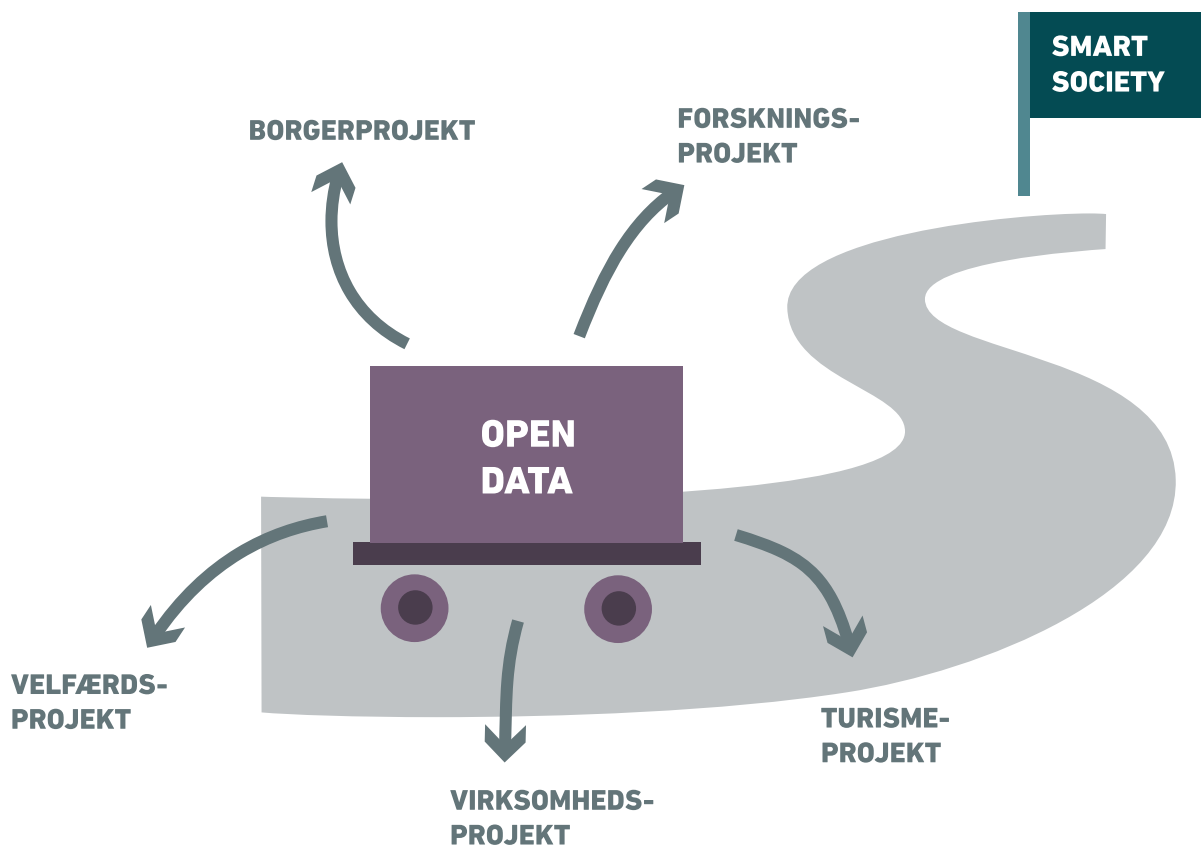 SMART
SOCIETY
BORGERPROJEKT
FORSKNINGS-
PROJEKT
OPEN
DATA
VELFÆRDS-
PROJEKT
TURISME-
PROJEKT
VIRKSOMHEDS-
PROJEKT